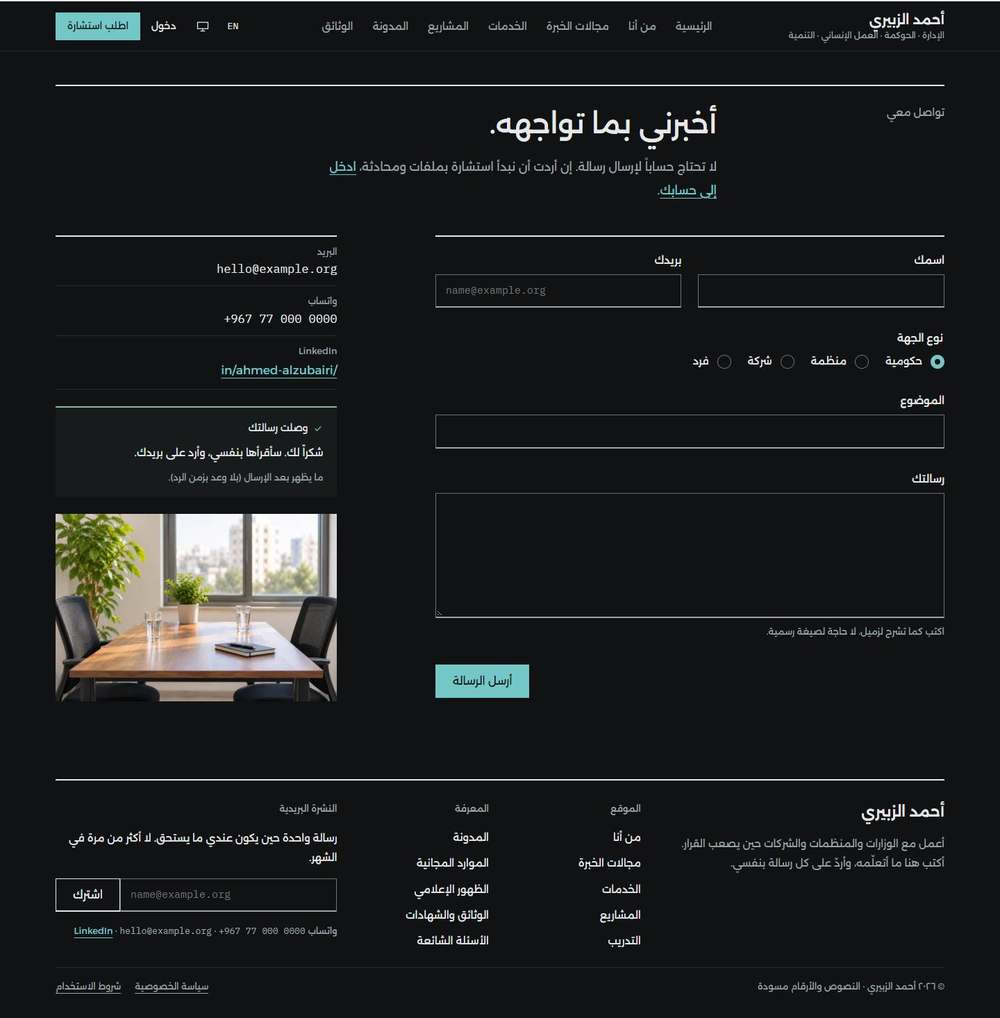 أحمد الزبيري
الإدارة · الحوكمة · العمل الإنساني · التنمية
الرئيسية
من أنا
مجالات الخبرة
الخدمات
المشاريع
المدونة
الوثائق
EN
دخول
اطلب استشارة
تواصل معي
أخبرني بما تواجهه.
لا تحتاج حساباً لإرسال رسالة. إن أردت أن نبدأ استشارة بملفات ومحادثة، ادخل
إلى حسابك.
اسمك
بريدك
name@example.org
نوع الجهة
حكومية
منظمة
شركة
فرد
الموضوع
رسالتك
اكتب كما تشرح لزميل. لا حاجة لصيغة رسمية.
أرسل الرسالة
البريد
hello@example.org
واتساب
+967 77 000 0000
LinkedIn
in/ahmed-alzubairi/
✓ وصلت رسالتك
شكراً لك. سأقرأها بنفسي، وأرد على بريدك.
ما يظهر بعد الإرسال (بلا وعد بزمن الرد).
أحمد الزبيري
أعمل مع الوزارات والمنظمات والشركات حين يصعب القرار.
أكتب هنا ما أتعلّمه، وأردّ على كل رسالة بنفسي.
الموقع
من أنا
مجالات الخبرة
الخدمات
المشاريع
التدريب
المعرفة
المدونة
الموارد المجانية
الظهور الإعلامي
الوثائق والشهادات
الأسئلة الشائعة
النشرة البريدية
رسالة واحدة حين يكون عندي ما يستحق. لا أكثر من مرة في
الشهر.
name@example.org
اشترك
واتساب +967 77 000 0000 · hello@example.org · LinkedIn
© ٢٠٢٦ أحمد الزبيري · النصوص والأرقام مسودة
سياسة الخصوصية
شروط الاستخدام